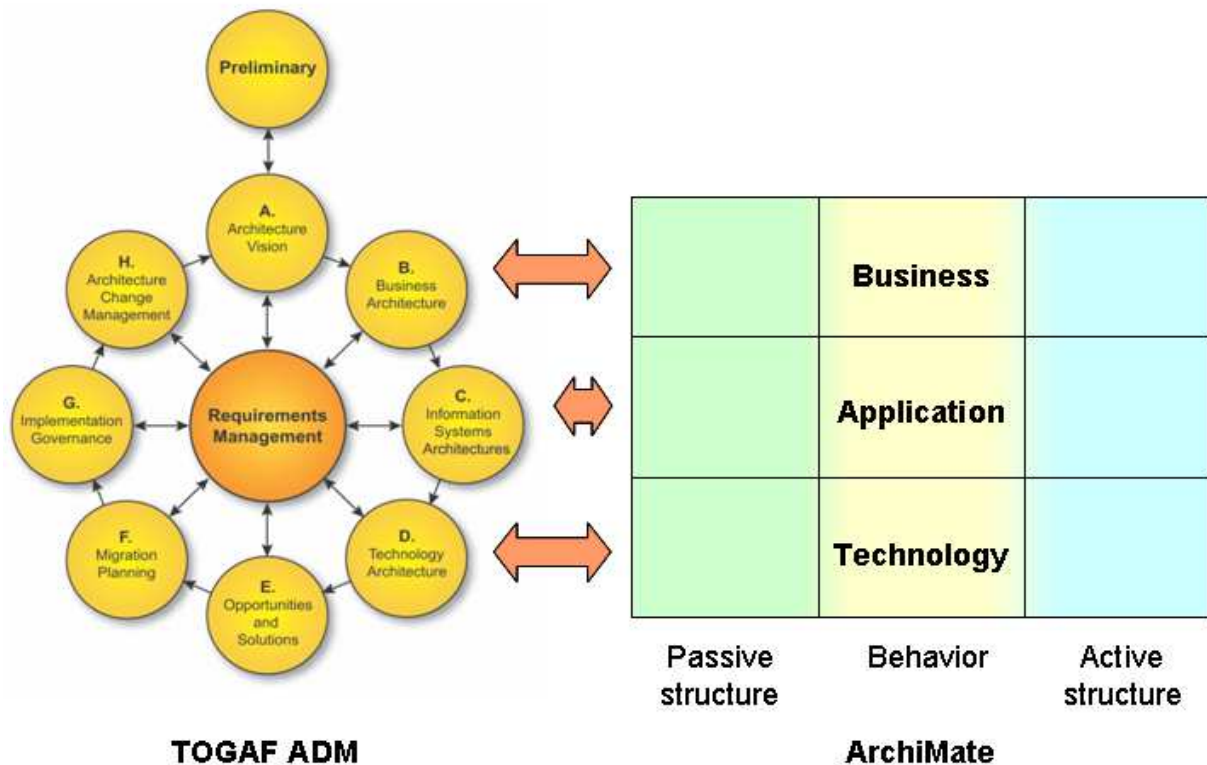 Preliminary
A.
Architecture
Vision
B.
Business
Architecture
C.
Information
Systems
Architectures
D.
Technology
Architecture
E.
Opportunities
and
Solutions
F.
Migration
Planning
G.
Implementation
Governance
H.
Architecture
Change
Management
Requirements
Management
TOGAF ADM
Business
Application
Technology
Passive
structure
Behavior
Active
structure
ArchiMate